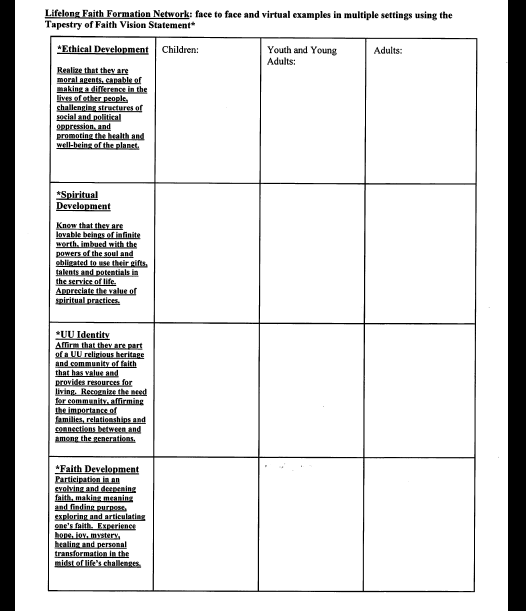 Lifelong Faith Formation Network: face to face and virtual examples in multiple settings using the
Tapestry of Faith Vision Statement*
*Ethical Development
Realize that they are
moral agents, capable of
making a difference in the
lives of other people,
challenging structures of
social and political
oppression, and
promoting the health and
well-being of the planet.
Children:
Youth and Young
Adults:
Adults:
*Spiritual
Development
Know that they are
lovable beings of infinite
worth, imbued with the
powers of the soul and
obligated to use their gifts,
talents and potentials in
the service of life.
Appreciate the value of
spiritual practices.
*UU Identity
Affirm that they are part
of a UU religious heritage
and community of faith
that has value and
provides resources for
living. Recognize the need
for community, affirming
the importance of
families, relationships and
connections between and
among the generations.
*Faith Development
Participation in an
evolving and deepening
faith, making meaning
and finding purpose,
exploring and articulating
one's faith. Experience
hope, joy, mystery,
healing and personal
transformation in the
midst of life's challenges.